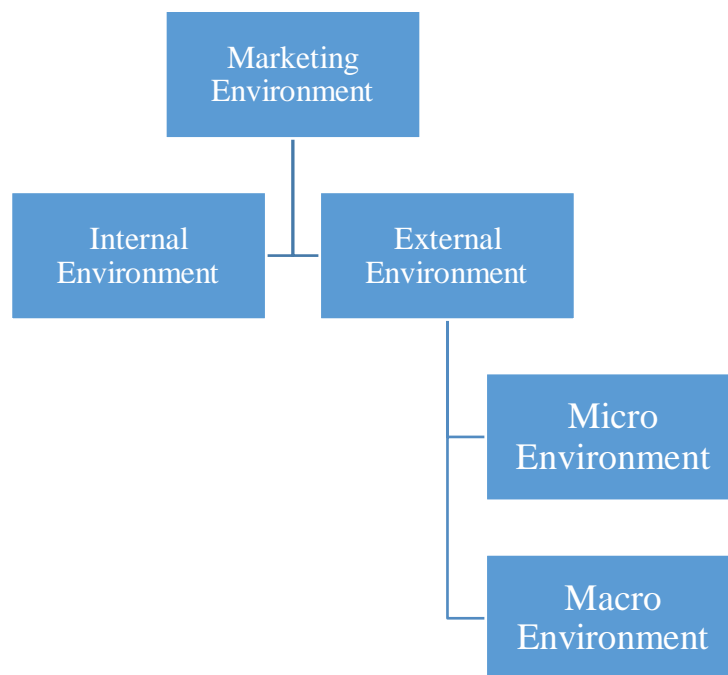 Marketing
Environment
Internal
Environment
External
Environment
Micro
Environment
Macro
Environment